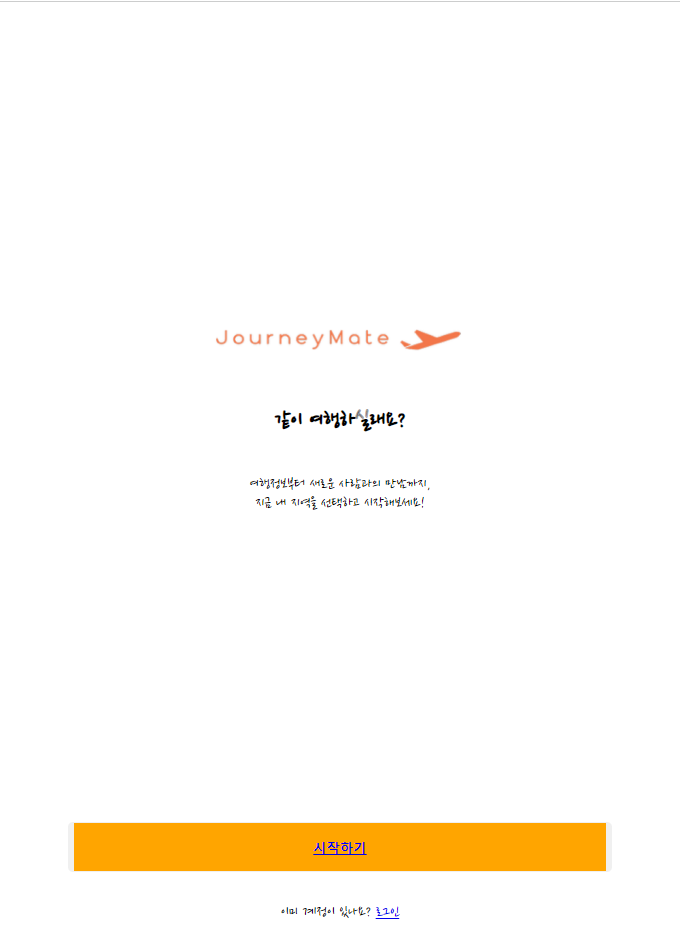 JourneyMate
같이 여행하실래요?
여행정보부터 새로운 사람과의 만남까지,
지금 내 지역을 선택하고 시작해보세요!
시작하기
이미 계정이 있나요? 로그인